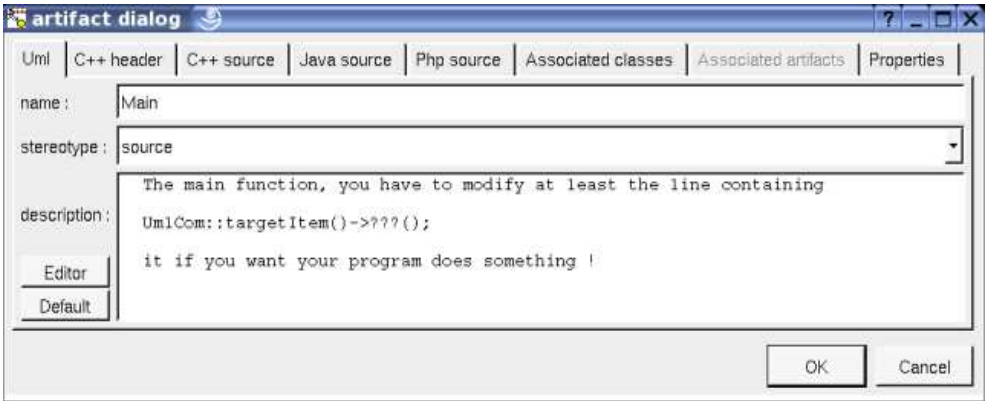 artifact dialog
?
Uml C++ header C++ source Java source Php source Associated classes Associated artifacts Properties
name : Main
stereotype : source
description :
The main function, you have to modify at least the line containing
UmlCom::targetItem()->???();
it if you want your program does something !
Editor
Default
OK Cancel